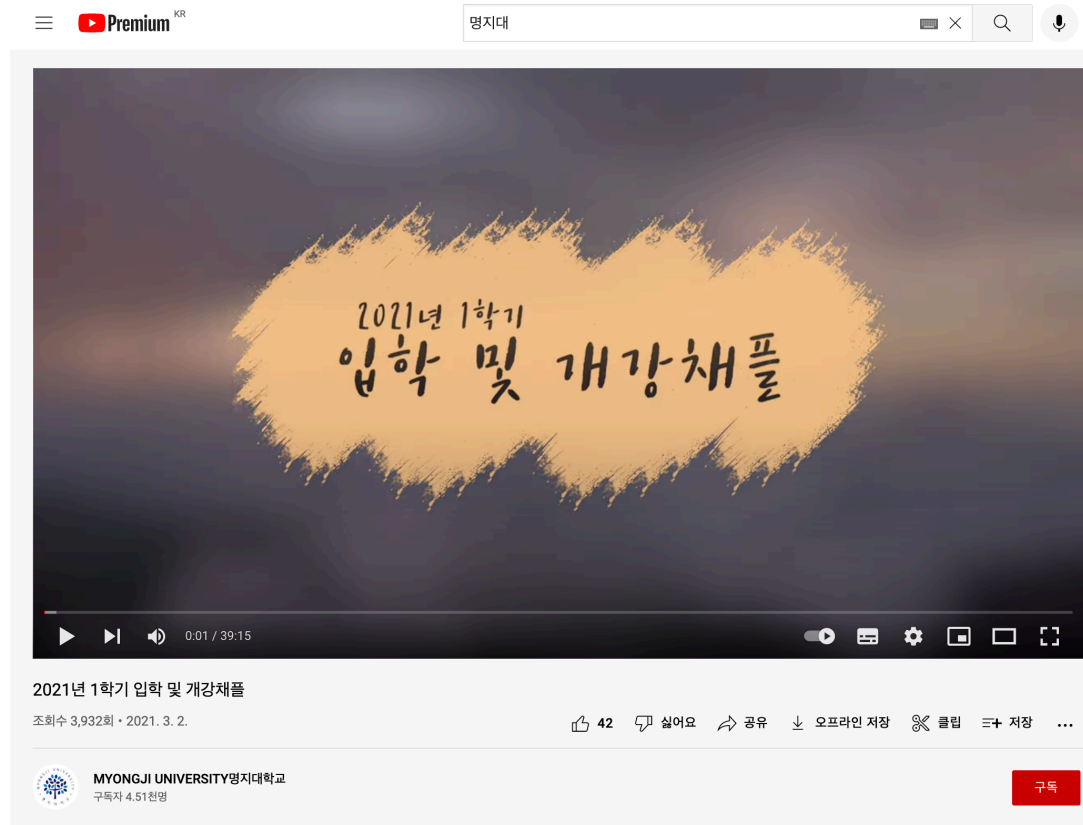 Premium KR
명지대
2021년 1학기
입학 및 개강채플
0:01 / 39:15
2021년 1학기 입학 및 개강채플
조회수 3,932회 • 2021. 3. 2.
42 싫어요 공유 오프라인 저장 클립 저장
MYONGJI UNIVERSITY명지대학교
구독자 4.51천명
구독